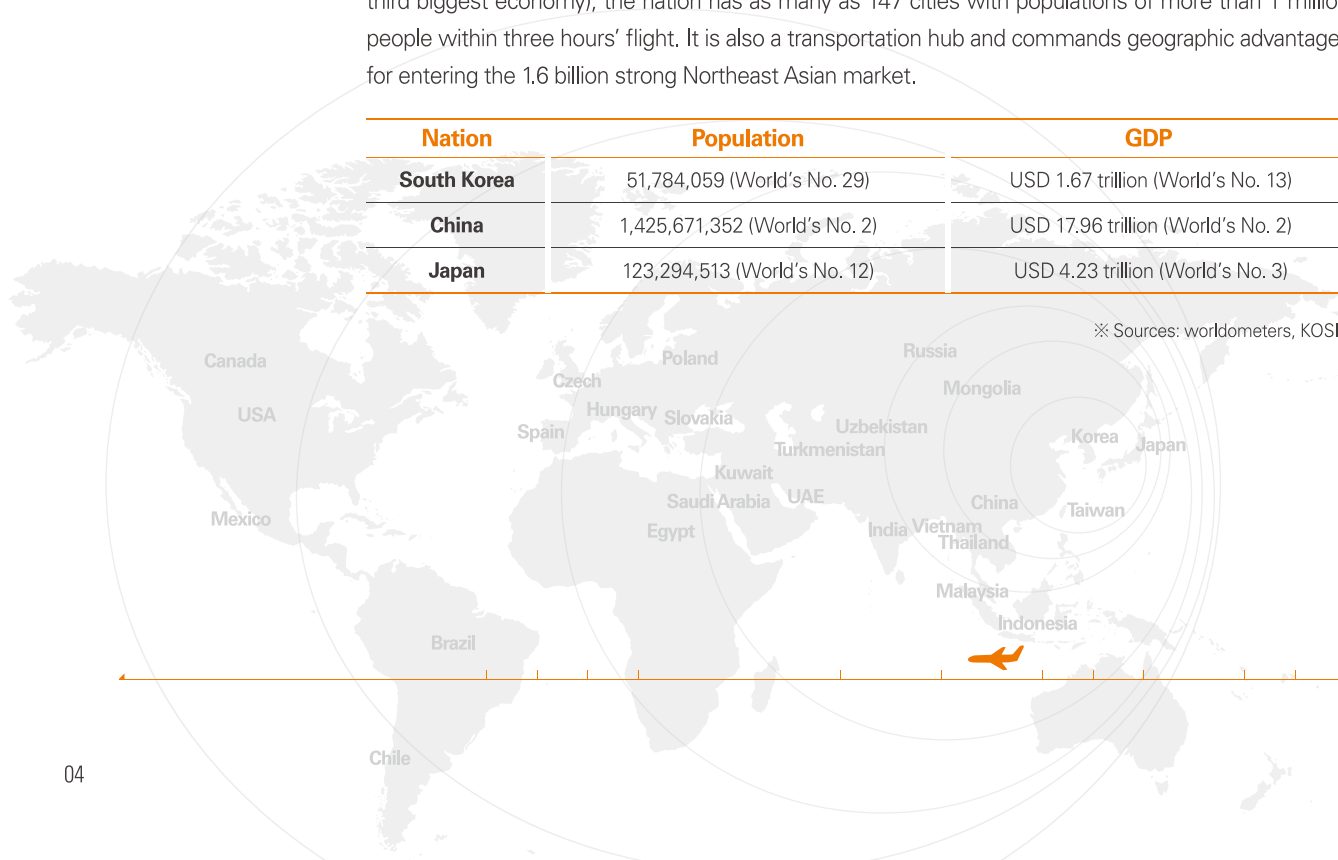 third biggest economy), the nation has as many as 147 cities with populations of more than 1 millio
people within three hours' flight. It is also a transportation hub and commands geographic advantage
for entering the 1.6 billion strong Northeast Asian market.
Nation Population GDP
South Korea 51,784,059 (World's No. 29) USD 1.67 trillion (World's No. 13)
China 1,425,671,352 (World's No. 2) USD 17.96 trillion (World's No. 2)
Japan 123,294,513 (World's No. 12) USD 4.23 trillion (World's No. 3)
※ Sources: worldometers, KOSI
Canada
Poland
Russia
Czech
Mongolia
USA
Hungary
Slovakia
Spain
Uzbekistan
Turkmenistan
Korea
Japan
Kuwait
Saudi Arabia
UAE
China
Taiwan
Mexico
Egypt
India
Vietnam
Thailand
Malaysia
Indonesia
Brazil
Chile
04